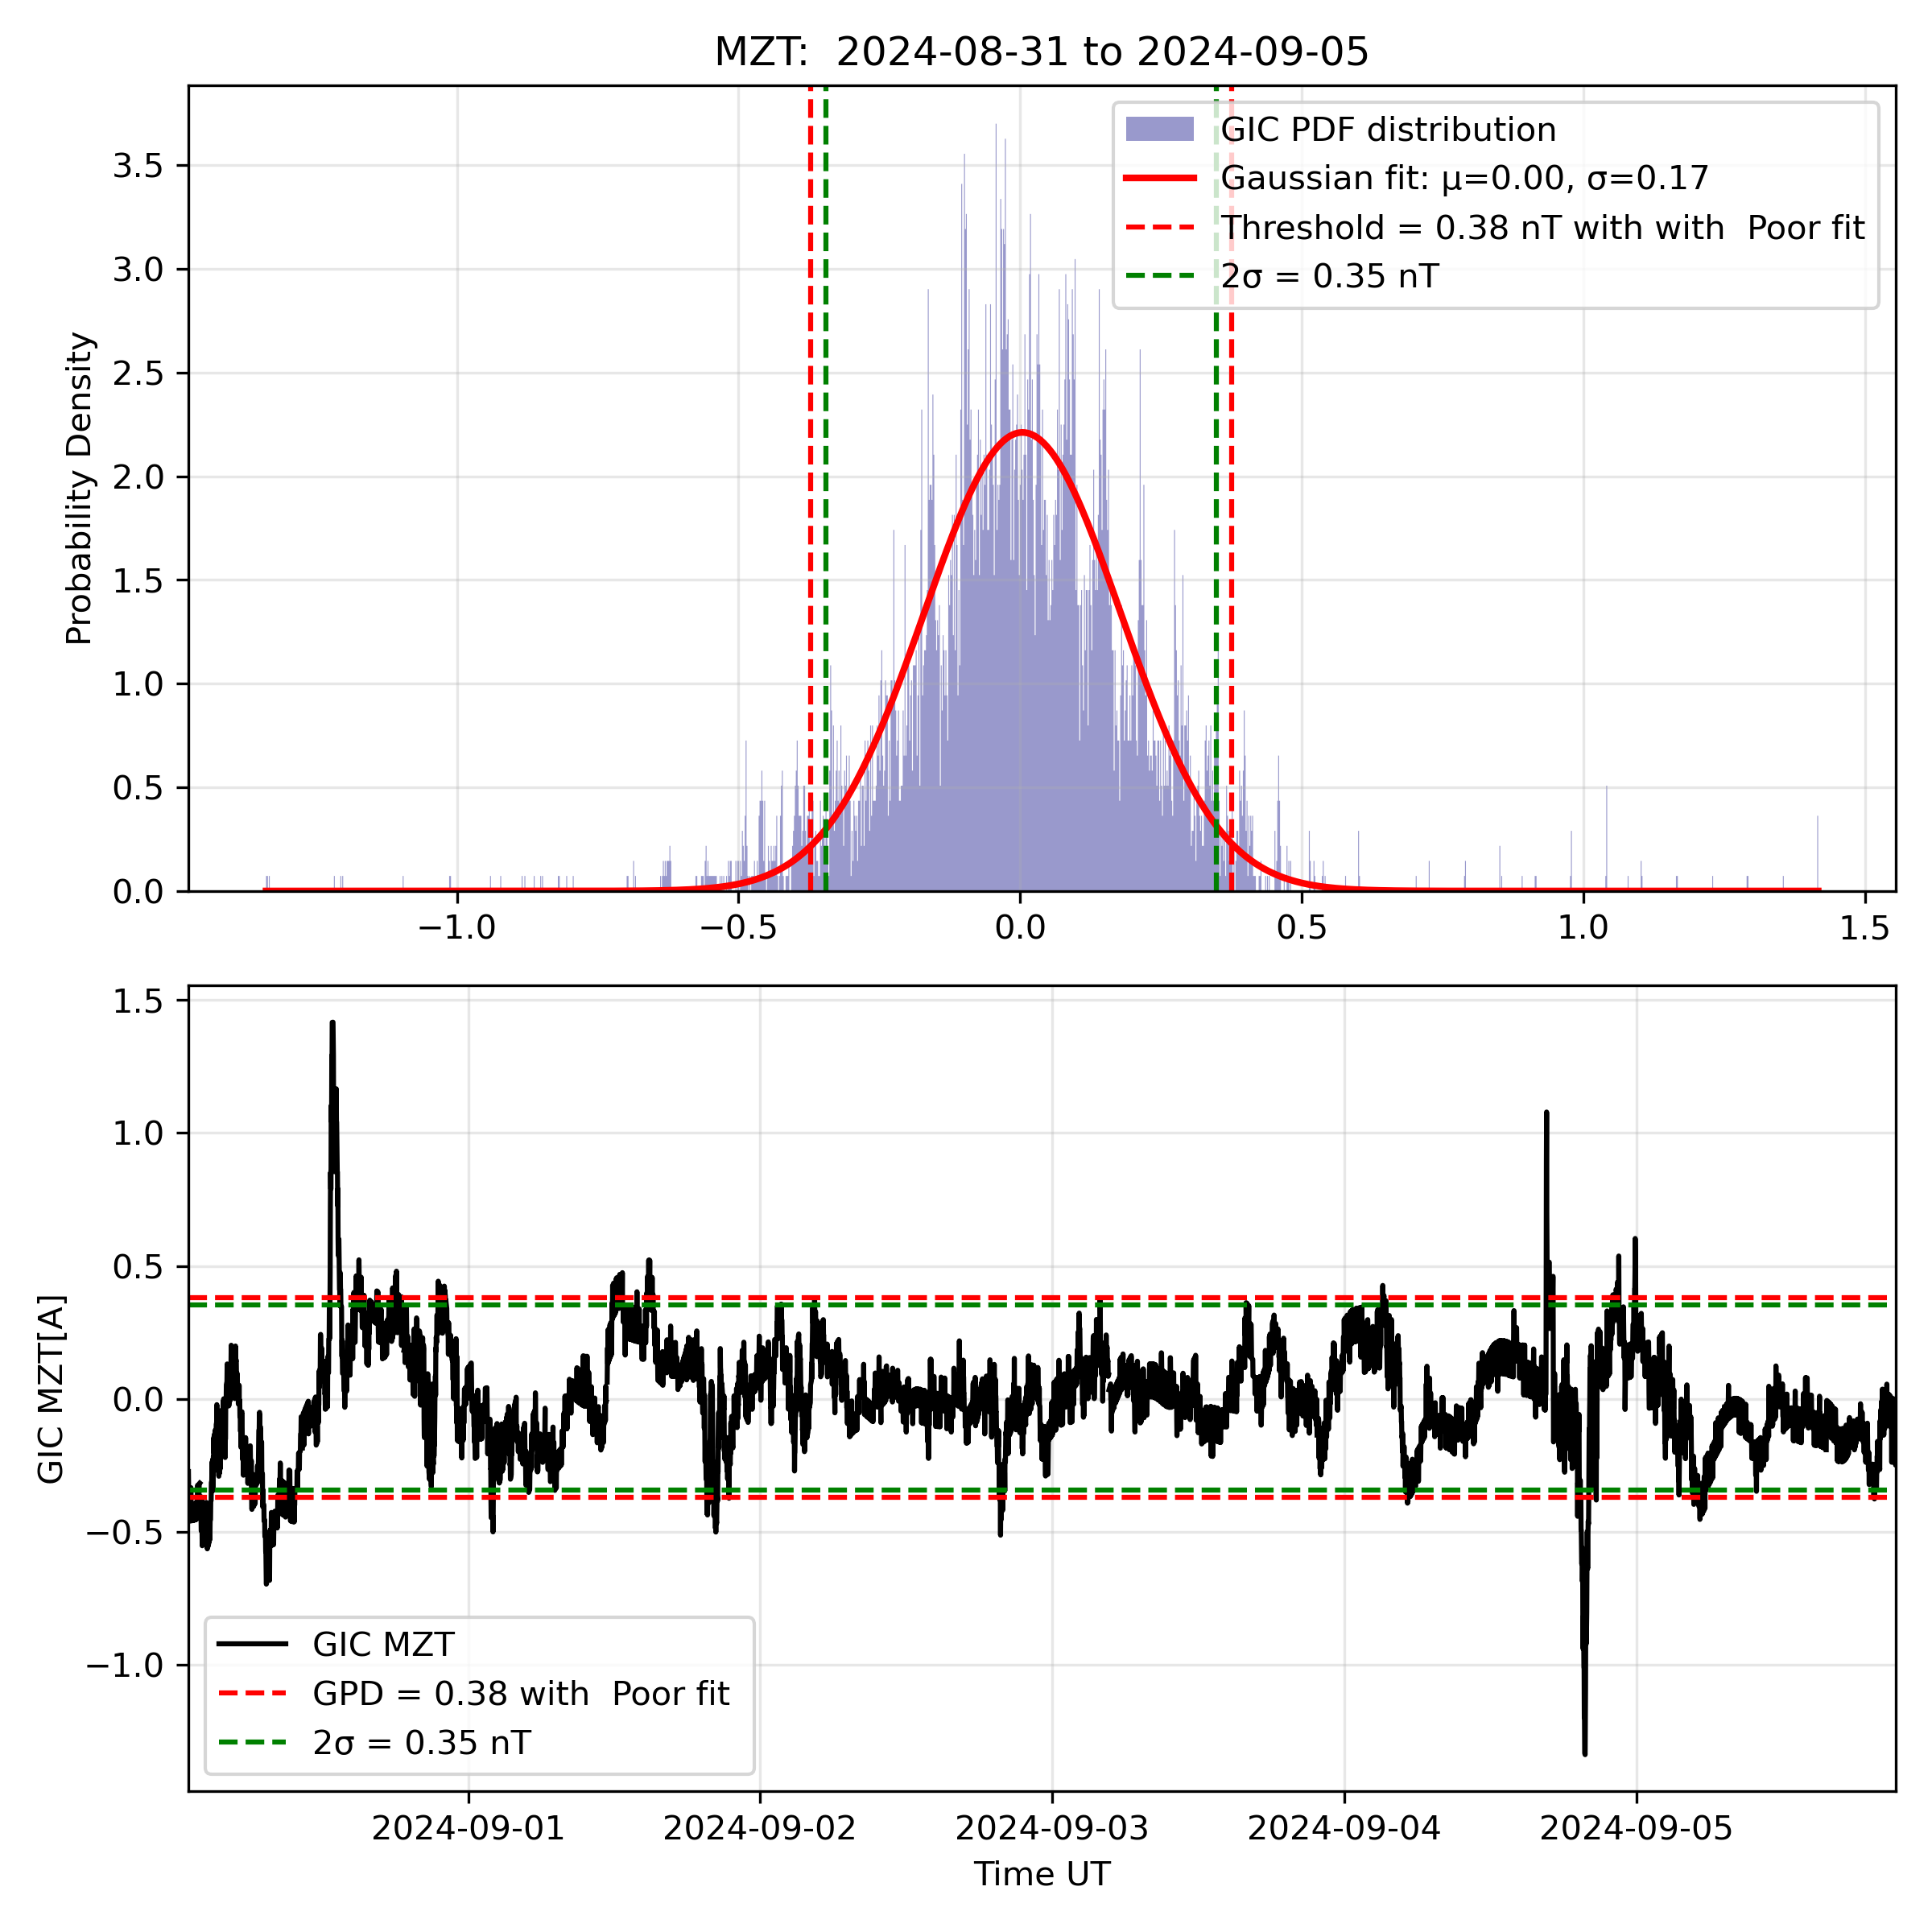 MZT:  2024-08-31 to 2024-09-05
Probability Density
3.5
3.0
2.5
2.0
1.5
1.0
0.5
0.0
GIC PDF distribution
Gaussian fit: μ=0.00, σ=0.17
Threshold = 0.38 nT with with  Poor fit
2σ = 0.35 nT
−1.0
−0.5
0.0
0.5
1.0
1.5
GIC MZT[A]
1.5
1.0
0.5
0.0
−0.5
−1.0
GIC MZT
GPD = 0.38 with  Poor fit
2σ = 0.35 nT
2024-09-01
2024-09-02
2024-09-03
2024-09-04
2024-09-05
Time UT